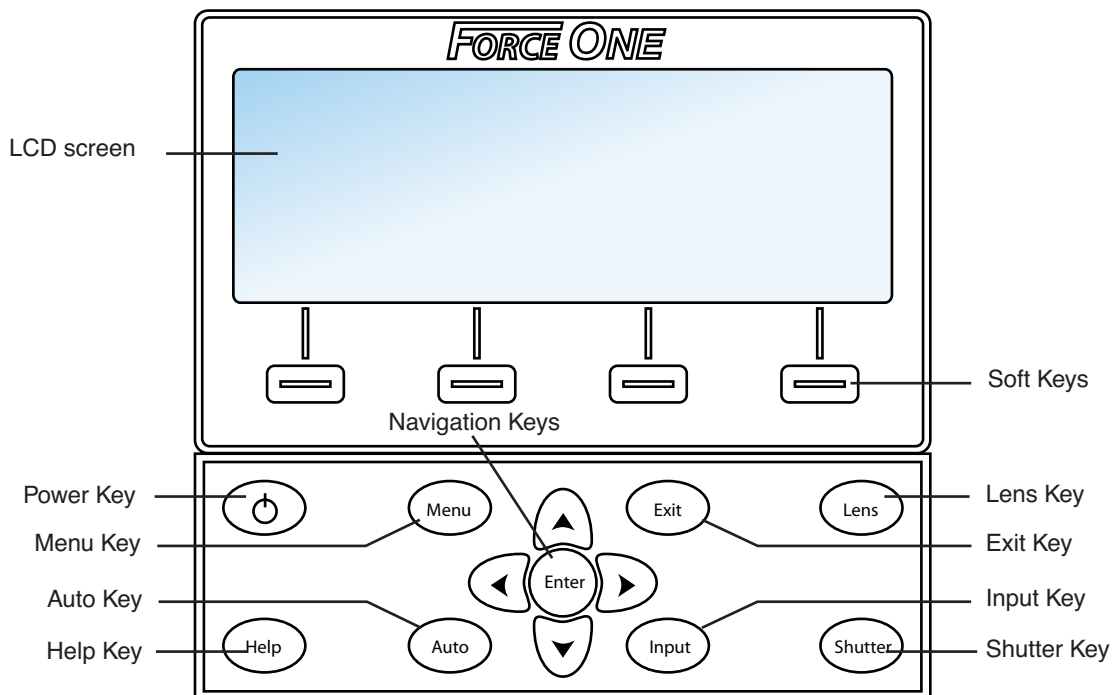 FORCE ONE
LCD screen
Soft Keys
Navigation Keys
Power Key
Menu
Exit
Lens
Lens Key
Menu Key
Exit Key
Enter
Auto Key
Input Key
Help
Auto
Input
Shutter
Help Key
Shutter Key